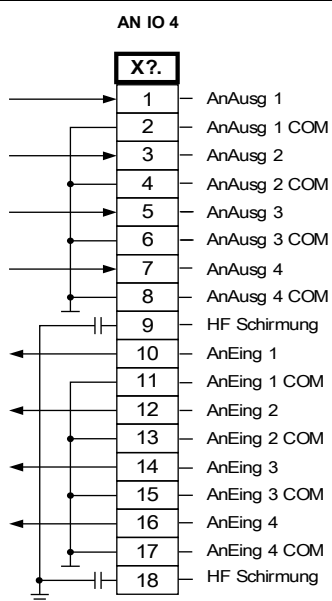 AN IO 4
X?.
1 AnAusg 1
2 AnAusg 1 COM
3 AnAusg 2
4 AnAusg 2 COM
5 AnAusg 3
6 AnAusg 3 COM
7 AnAusg 4
8 AnAusg 4 COM
9 HF Schirmung
10 AnEing 1
11 AnEing 1 COM
12 AnEing 2
13 AnEing 2 COM
14 AnEing 3
15 AnEing 3 COM
16 AnEing 4
17 AnEing 4 COM
18 HF Schirmung